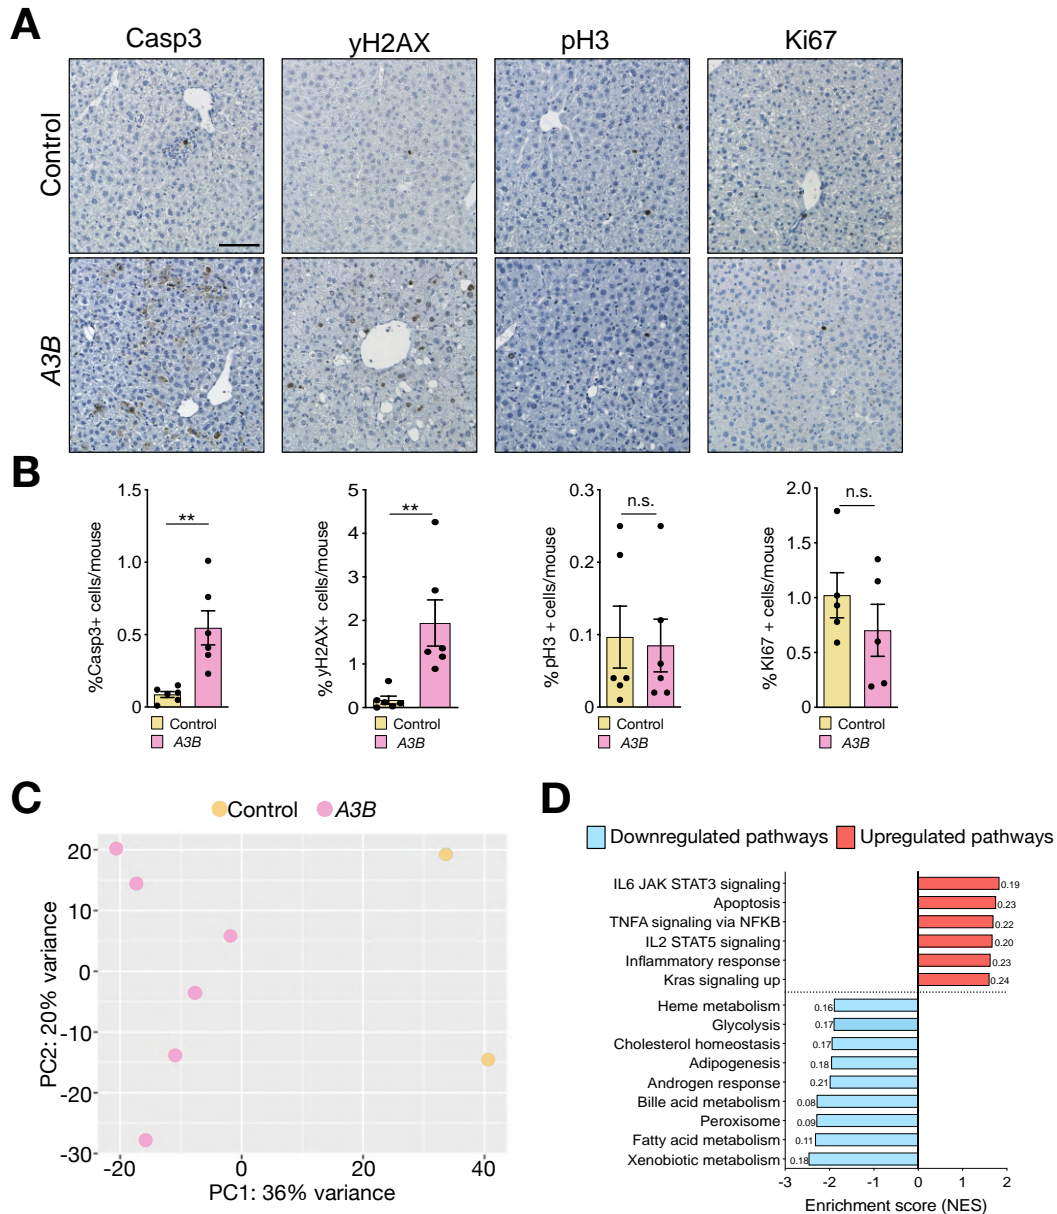 A
Casp3 yH2AX pH3 Ki67
Control
A3B
B
%Casp3+ cells/mouse
1.5
1.0
0.5
0
**
Control
A3B
% yH2AX+ cells/mouse
5
4
3
2
1
0
**
Control
A3B
% pH3 + cells/mouse
0.3
0.2
0.1
0
n.s.
Control
A3B
% KI67 + cells/mouse
2.0
1.5
1.0
0.5
0
n.s.
Control
A3B
C
Control A3B
PC2: 20% variance
20
10
0
-10
-20
-30
-20 0 20 40
PC1: 36% variance
D
Downregulated pathways Upregulated pathways
IL6 JAK STAT3 signaling 0.19
Apoptosis 0.23
TNFA signaling via NFKB 0.22
IL2 STAT5 signaling 0.20
Inflammatory response 0.23
Kras signaling up 0.24
Heme metabolism 0.16
Glycolysis 0.17
Cholesterol homeostasis 0.17
Adipogenesis 0.18
Androgen response 0.21
Bille acid metabolism 0.08
Peroxisome 0.09
Fatty acid metabolism 0.11
Xenobiotic metabolism 0.18
-3 -2 -1 0 1 2
Enrichment score (NES)